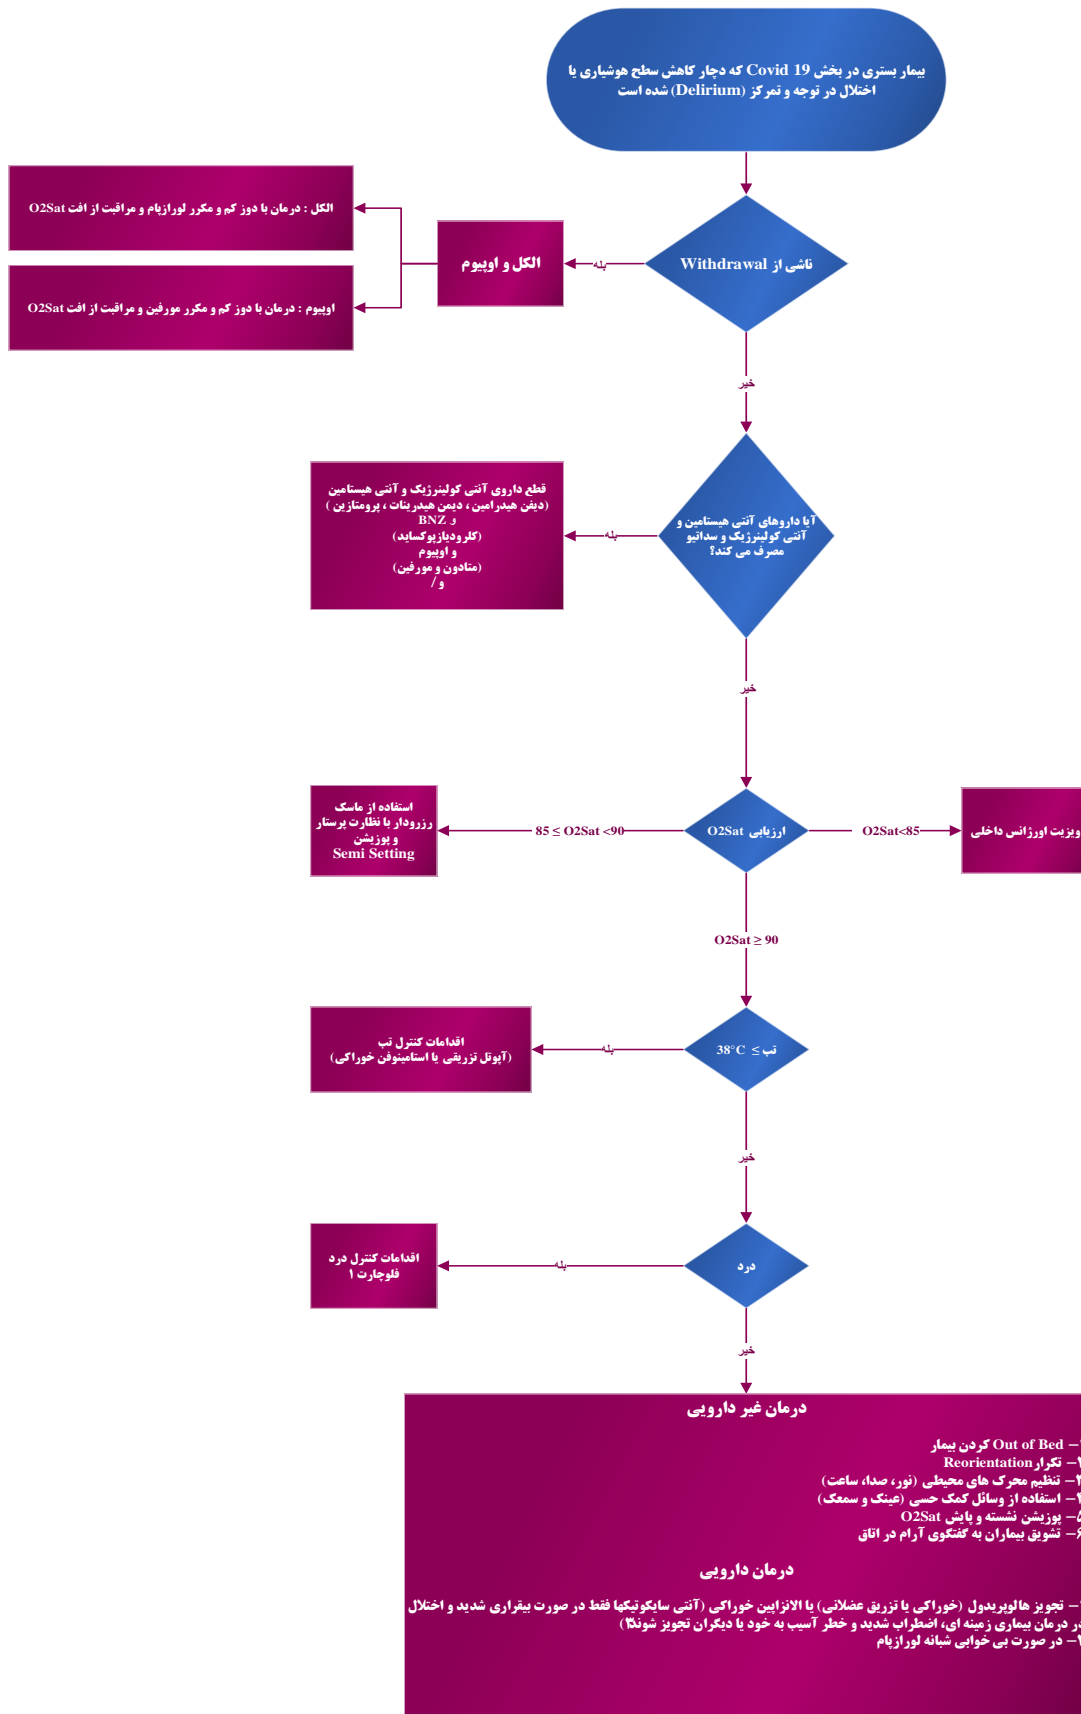 بیمار بستری در بخش Covid 19 که دچار کاهش سطح هوشیاری یا
اختلال در توجه و تمرکز (Delirium) شده است
ناشی از Withdrawal
بله
الکل و اوپیوم
الکل : درمان با دوز کم و مکرر لورازپام و مراقبت از افت O2Sat
اوپیوم : درمان با دوز کم و مکرر مورفین و مراقبت از افت O2Sat
خیر
آیا داروهای آنتی هیستامین و
آنتی کولینرژیک و سداتیو
مصرف می کند؟
بله
قطع داروی آنتی کولینرژیک و آنتی هیستامین
(دیفن هیدرامین ، دیمن هیدرینات ، پرومتازین )
و BNZ
(کلرودیازپوکساید)
و اوپیوم
(متادون و مورفین)
و /
خیر
ارزیابی O2Sat
O2Sat<85
ویزیت اورژانس داخلی
85 ≤ O2Sat <90
استفاده از ماسک
رزرودار با نظارت پرستار
و پوزیشن
Semi Setting
O2Sat ≥ 90
تب ≥ 38°C
بله
اقدامات کنترل تب
(آپوتل تزریقی یا استامینوفن خوراکی)
خیر
درد
بله
اقدامات کنترل درد
فلوچارت ۱
خیر
درمان غیر دارویی
۱– Out of Bed کردن بیمار
۲– تکرار Reorientation
۳– تنظیم محرک های محیطی (نور، صدا، ساعت)
۴– استفاده از وسائل کمک حسی (عینک و سمعک)
۵– پوزیشن نشسته و پایش O2Sat
۶– تشویق بیماران به گفتگوی آرام در اتاق
درمان دارویی
۱– تجویز هالوپریدول (خوراکی یا تزریق عضلانی) یا الانزاپین خوراکی (آنتی سایکوتیکها فقط در صورت بیقراری شدید و اختلال
در درمان بیماری زمینه ای، اضطراب شدید و خطر آسیب به خود یا دیگران تجویز شوند)
۲– در صورت بی خوابی شبانه لورازپام